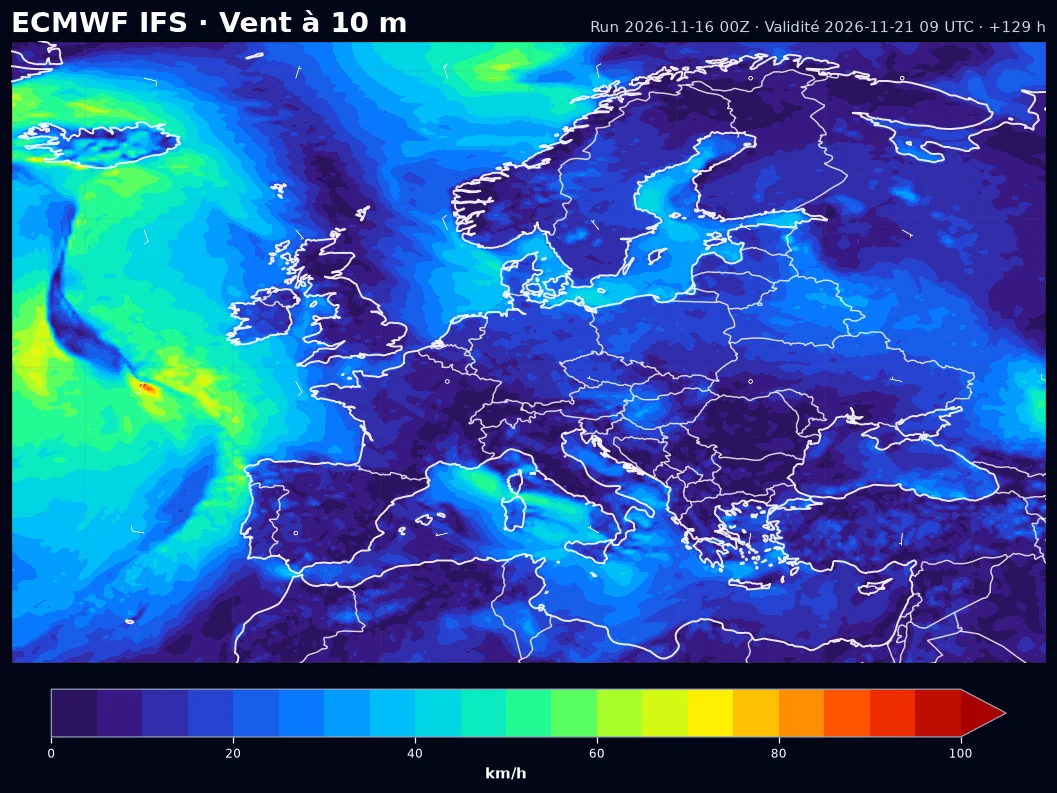 ECMWF IFS · Vent à 10 m
Run 2026-11-16 00Z · Validité 2026-11-21 09 UTC · +129 h
0 20 40 60 80 100
km/h